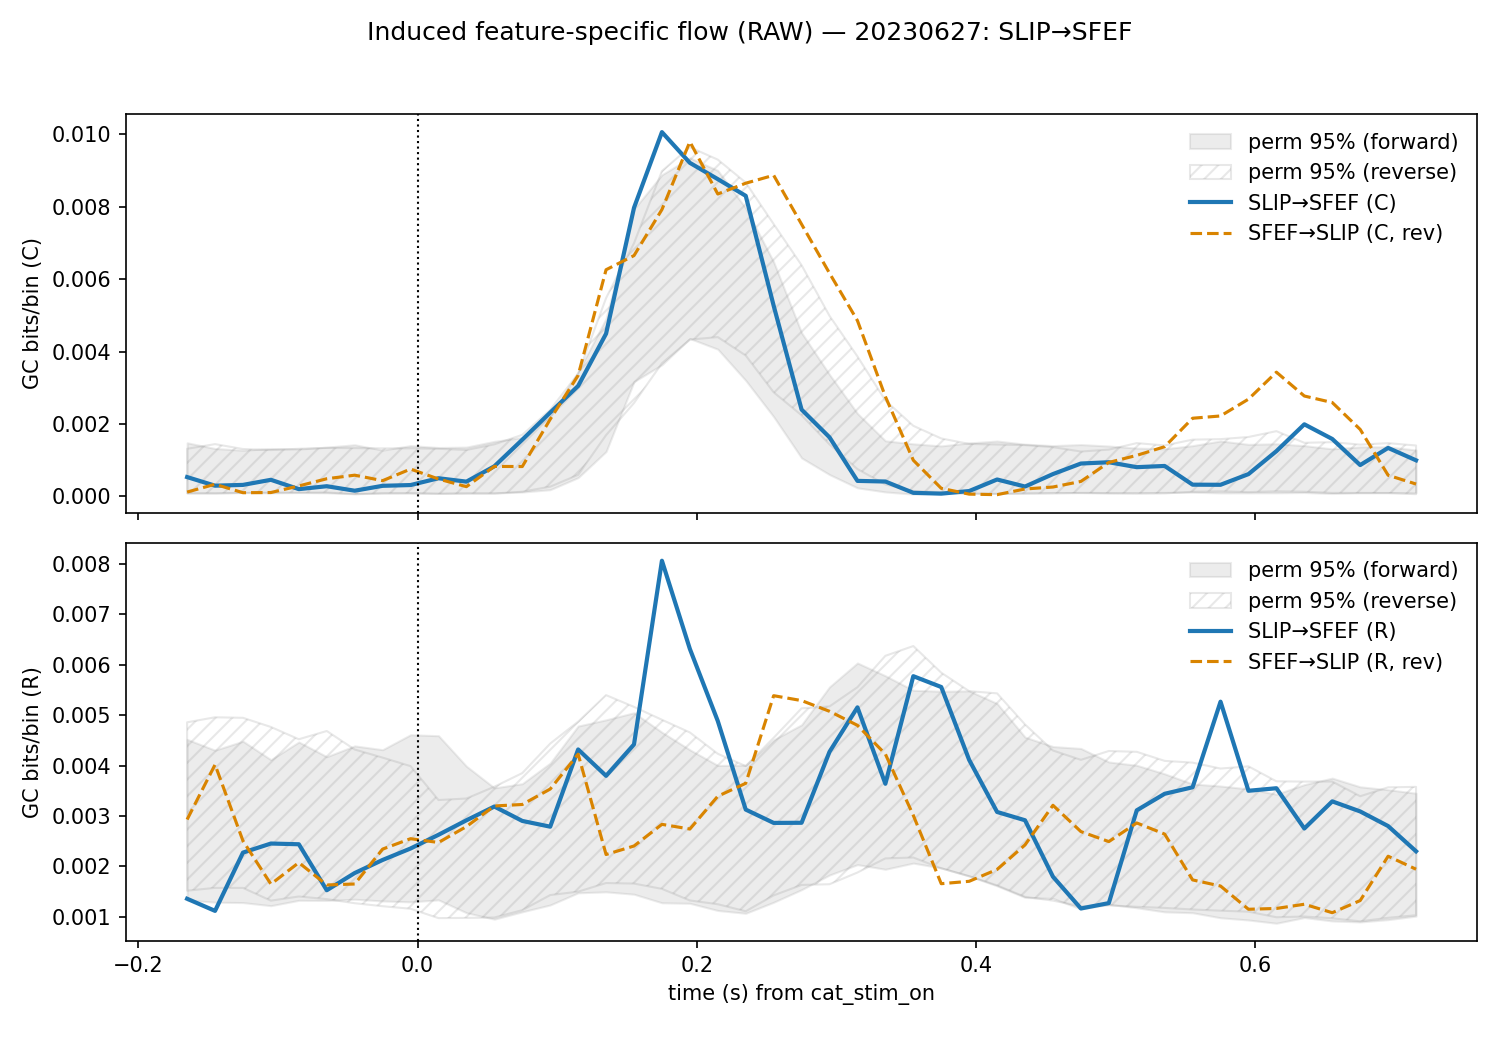 Induced feature-specific flow (RAW) — 20230627: SLIP→SFEF
GC bits/bin (C)
0.010
0.008
0.006
0.004
0.002
0.000
perm 95% (forward)
perm 95% (reverse)
SLIP→SFEF (C)
SFEF→SLIP (C, rev)
GC bits/bin (R)
0.008
0.007
0.006
0.005
0.004
0.003
0.002
0.001
perm 95% (forward)
perm 95% (reverse)
SLIP→SFEF (R)
SFEF→SLIP (R, rev)
−0.2 0.0 0.2 0.4 0.6
time (s) from cat_stim_on